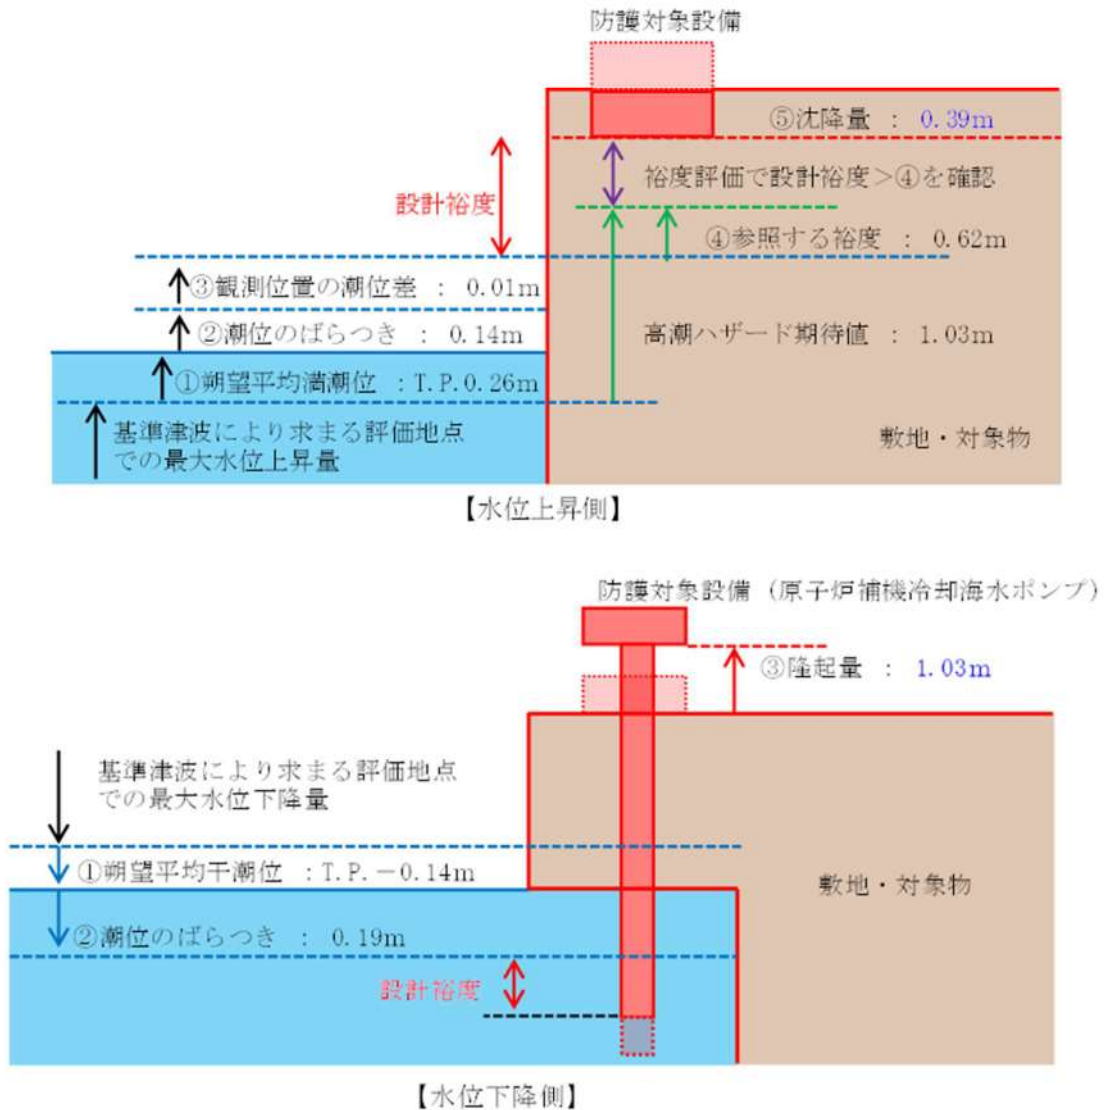 防護対象設備
⑤沈降量 : 0.39m
裕度評価で設計裕度>④を確認
設計裕度
④参照する裕度 : 0.62m
③観測位置の潮位差 : 0.01m
②潮位のばらつき : 0.14m
高潮ハザード期待値 : 1.03m
①朔望平均満潮位 :T.P.0.26m
基準津波により求まる評価地点
での最大水位上昇量
敷地・対象物
【水位上昇側】
防護対象設備(原子炉補機冷却海水ポンプ)
③隆起量 : 1.03m
基準津波により求まる評価地点
での最大水位下降量
①朔望平均干潮位 :T.P.-0.14m
敷地・対象物
②潮位のばらつき : 0.19m
設計裕度
【水位下降側】